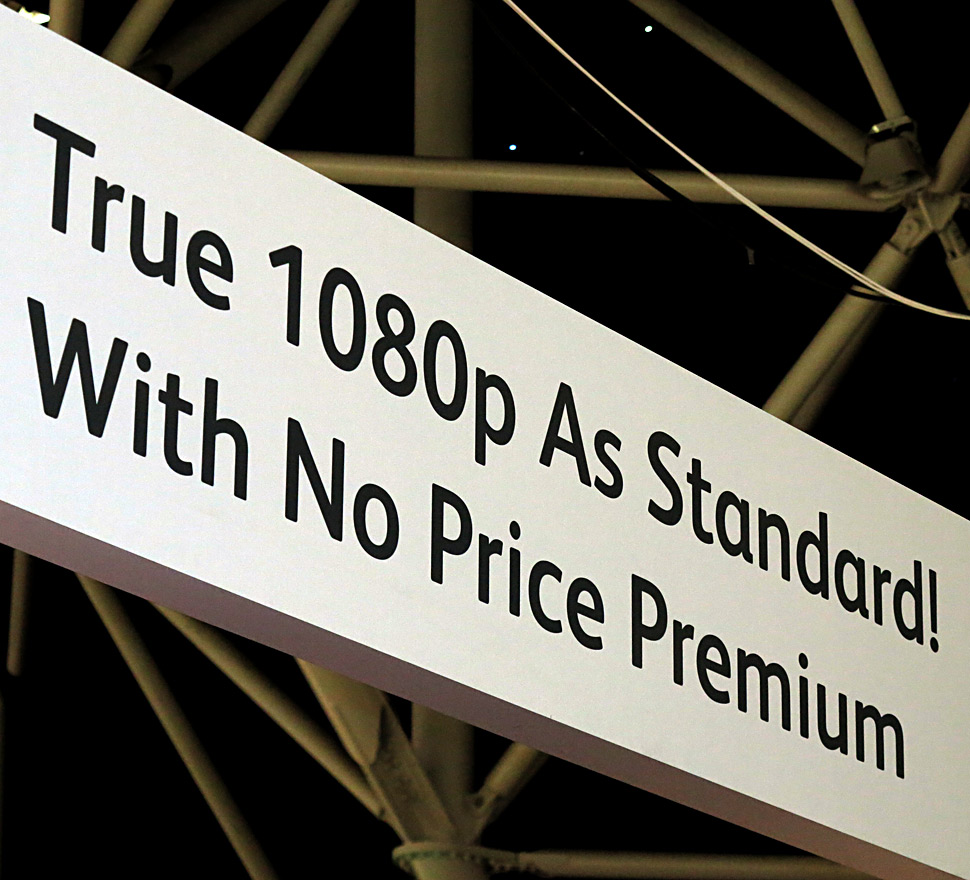 True 1080p As Standard!
With No Price Premium